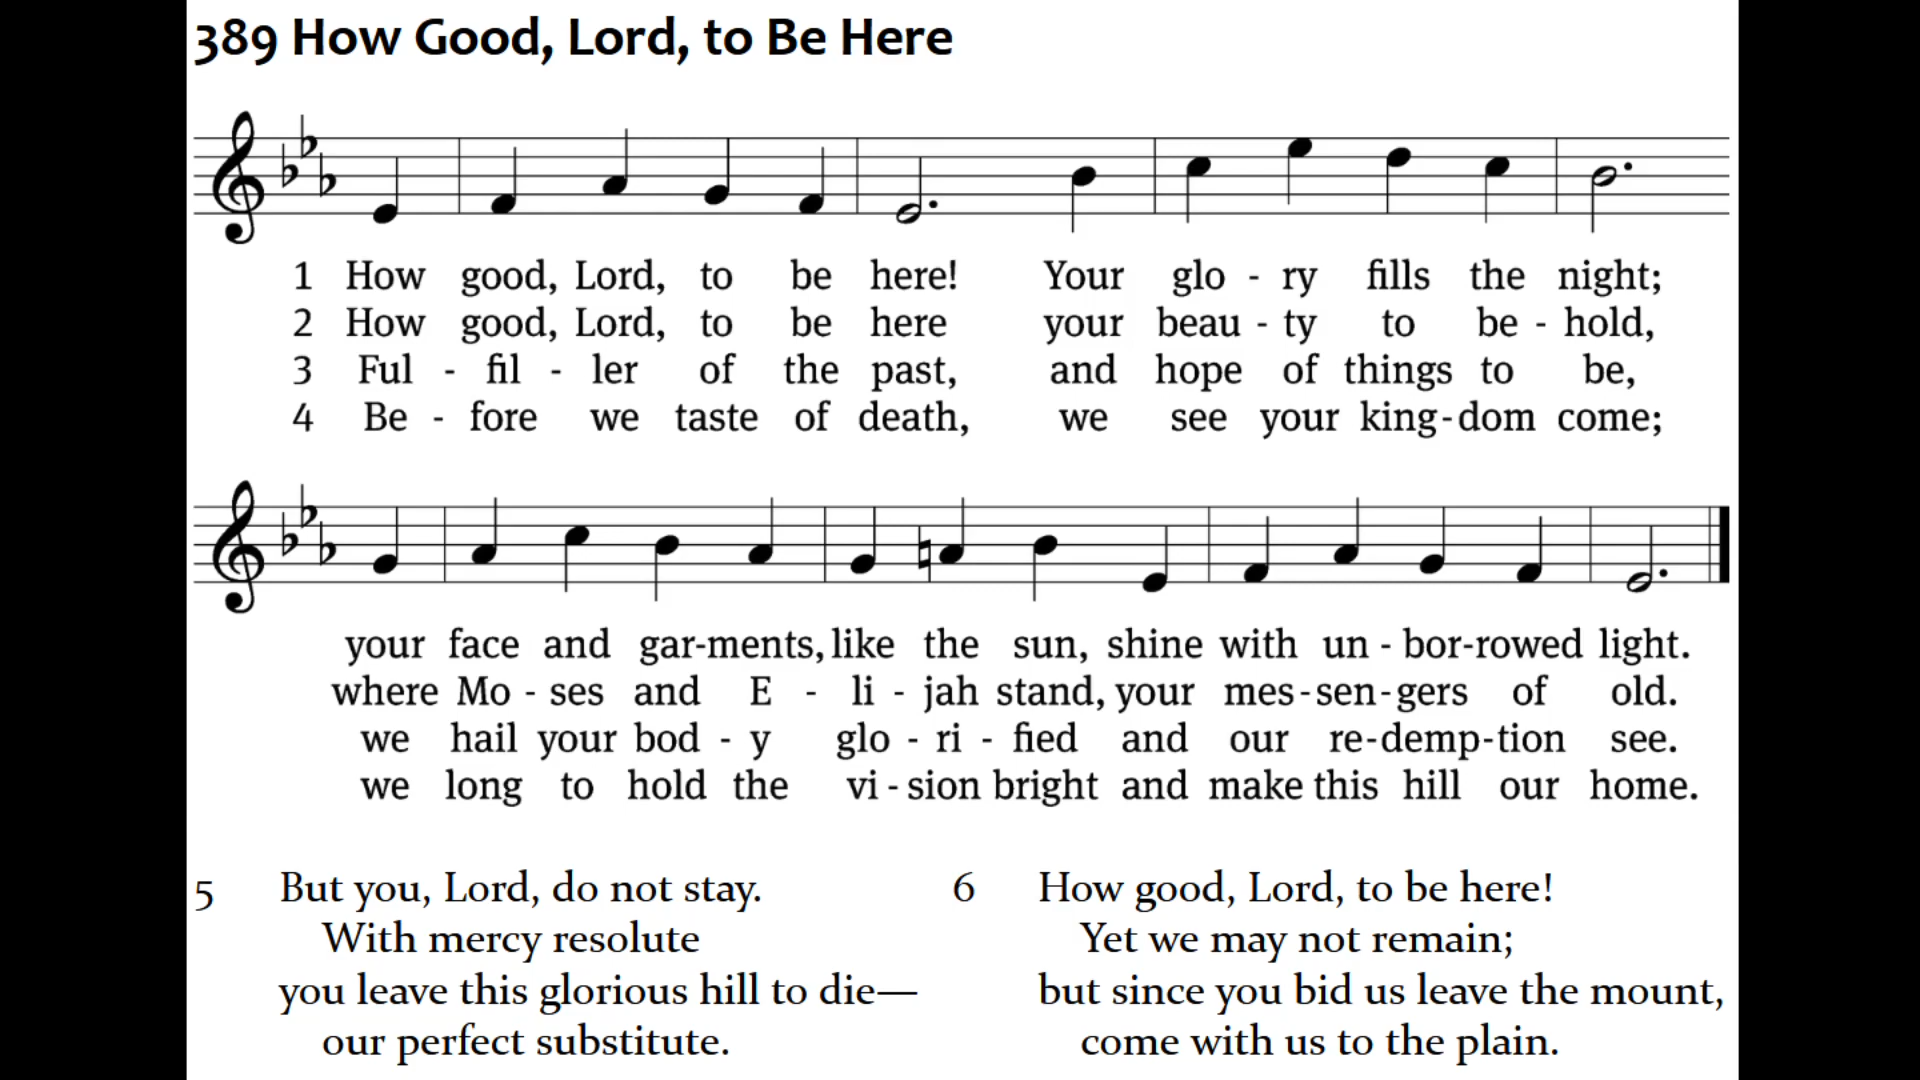 389 How Good, Lord, to Be Here
1 How good, Lord, to be here! Your glo - ry fills the night;
2 How good, Lord, to be here your beau - ty to be - hold,
3 Ful - fil - ler of the past, and hope of things to be,
4 Be - fore we taste of death, we see your king - dom come;
your face and gar-ments, like the sun, shine with un - bor-rowed light.
where Mo - ses and E - li - jah stand, your mes - sen - gers of old.
we hail your bod - y glo - ri - fied and our re-demp-tion see.
we long to hold the vi - sion bright and make this hill our home.
5 But you, Lord, do not stay.
With mercy resolute
you leave this glorious hill to die—
our perfect substitute.
6 How good, Lord, to be here!
Yet we may not remain;
but since you bid us leave the mount,
come with us to the plain.